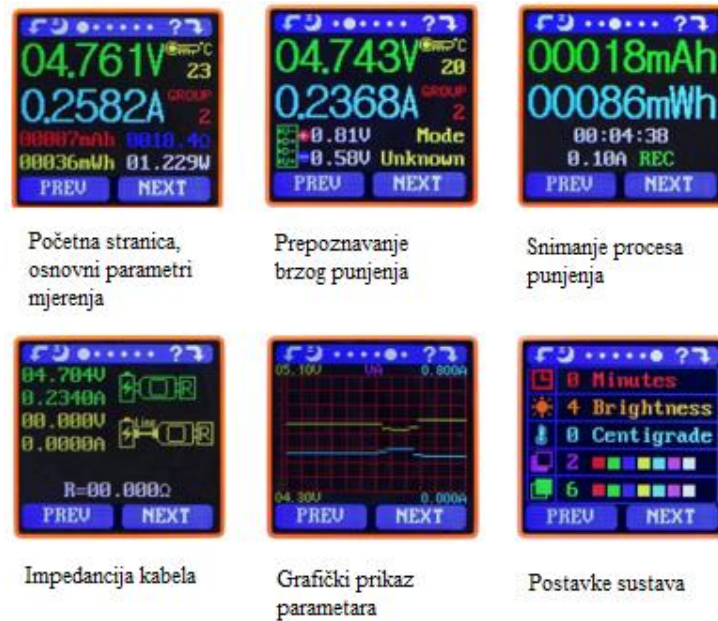 04.761V °C
23
0.2582A GROUP
2
00007mAh 0018.4Ω
00036mWh 01.229W
PREV NEXT
04.743V °C
20
0.2368A GROUP
2
0.81V Mode
0.58V Unknown
PREV NEXT
00018mAh
00086mWh
00:04:38
0.10A REC
PREV NEXT
Početna stranica,
osnovni parametri
mjerenja
Prepoznavanje
brzog punjenja
Snimanje procesa
punjenja
04.704V
0.2340A
R
00.000V
Line
0.0000A
R
R=00.000Ω
PREV NEXT
05.10V VA 0.800A
04.30V 0.000A
PREV NEXT
0 Minutes
4 Brightness
0 Centigrade
2
6
PREV NEXT
Impedancija kabela
Grafički prikaz
parametara
Postavke sustava